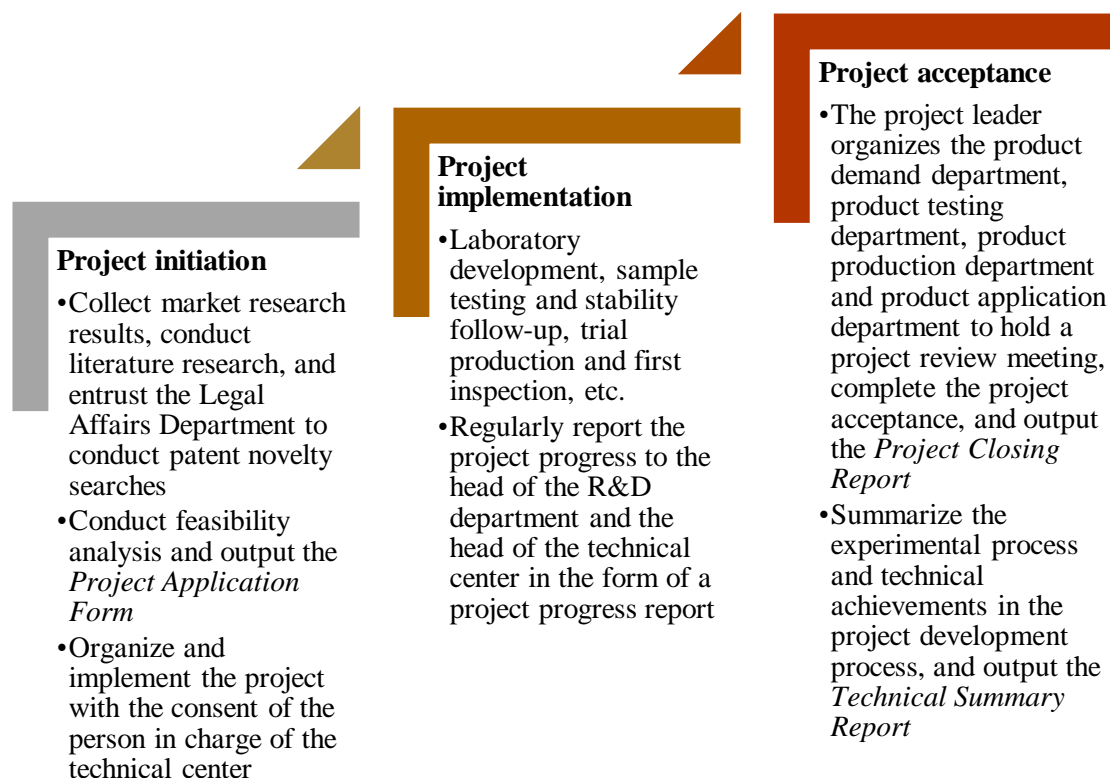 Project initiation
•Collect market research
results, conduct
literature research, and
entrust the Legal
Affairs Department to
conduct patent novelty
searches
•Conduct feasibility
analysis and output the
Project Application
Form
•Organize and
implement the project
with the consent of the
person in charge of the
technical center
Project
implementation
•Laboratory
development, sample
testing and stability
follow-up, trial
production and first
inspection, etc.
•Regularly report the
project progress to the
head of the R&D
department and the
head of the technical
center in the form of a
project progress report
Project acceptance
•The project leader
organizes the product
demand department,
product testing
department, product
production department
and product application
department to hold a
project review meeting,
complete the project
acceptance, and output
the Project Closing
Report
•Summarize the
experimental process
and technical
achievements in the
project development
process, and output the
Technical Summary
Report